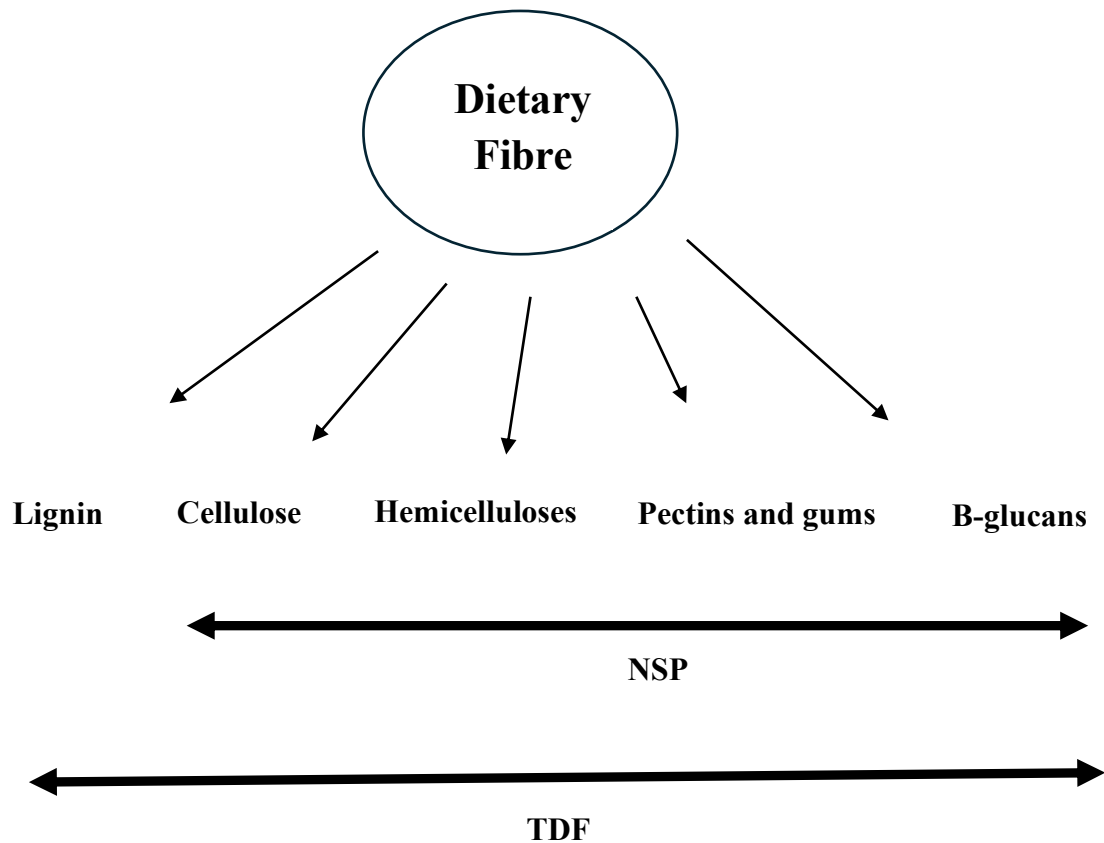 Dietary
Fibre
Lignin
Cellulose
Hemicelluloses
Pectins and gums
B-glucans
NSP
TDF